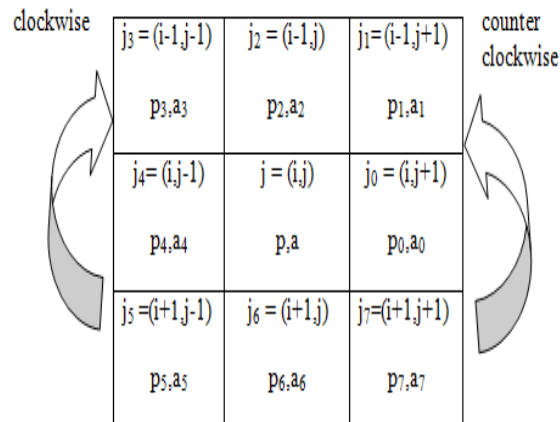 clockwise
counter
clockwise
j₃ = (i-1,j-1) j₂ = (i-1,j) j₁=(i-1,j+1)
p₃,a₃ p₂,a₂ p₁,a₁
j₄= (i,j-1) j = (i,j) j₀ = (i,j+1)
p₄,a₄ p,a p₀,a₀
j₅ =(i+1,j-1) j₆ = (i+1,j) j₇=(i+1,j+1)
p₅,a₅ p₆,a₆ p₇,a₇